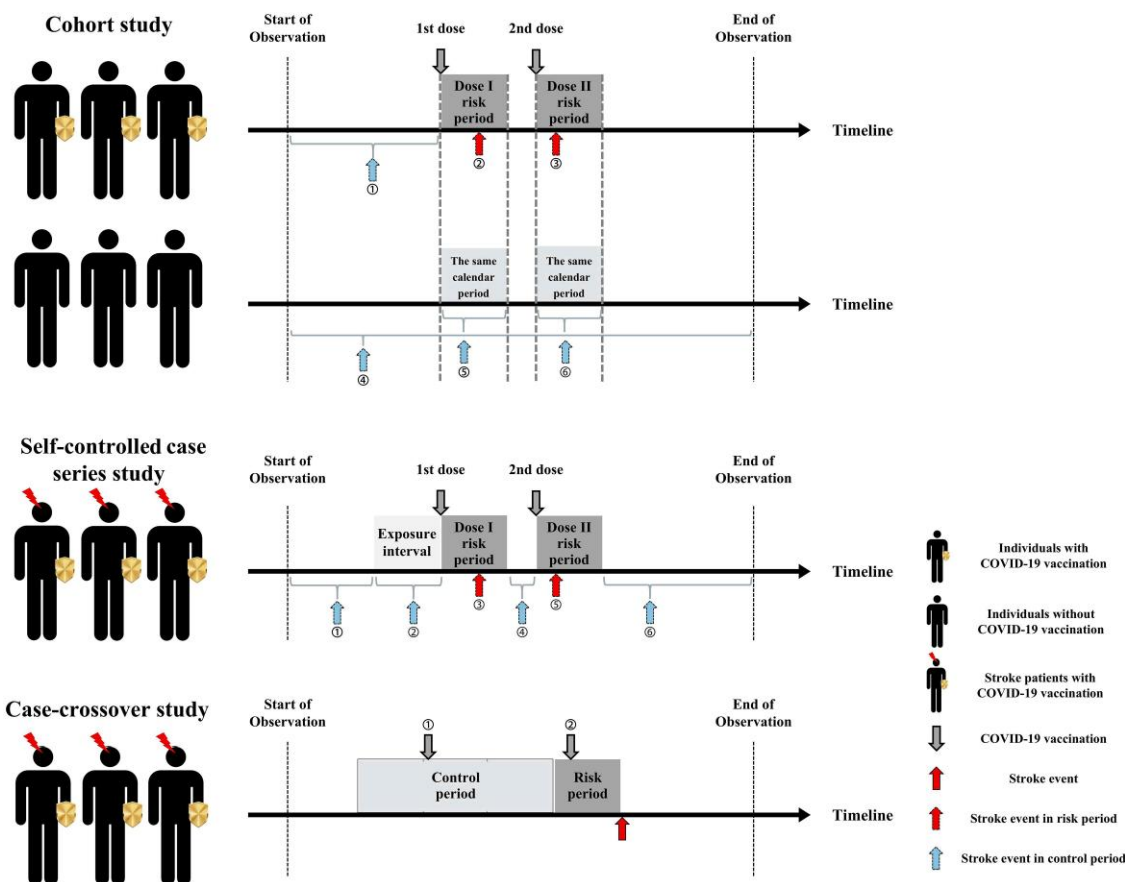 Cohort study
Start of
Observation
1st dose
2nd dose
End of
Observation
Dose I
risk
period
Dose II
risk
period
Timeline
①
②
③
The same
calendar
period
The same
calendar
period
Timeline
④
⑤
⑥
Self-controlled case
series study
Start of
Observation
1st dose
2nd dose
End of
Observation
Exposure
interval
Dose I
risk
period
Dose II
risk
period
Timeline
①
②
③
④
⑤
⑥
Case-crossover study
Start of
Observation
①
②
End of
Observation
Control
period
Risk
period
Timeline
Individuals with
COVID-19 vaccination
Individuals without
COVID-19 vaccination
Stroke patients with
COVID-19 vaccination
COVID-19 vaccination
Stroke event
Stroke event in risk period
Stroke event in control period